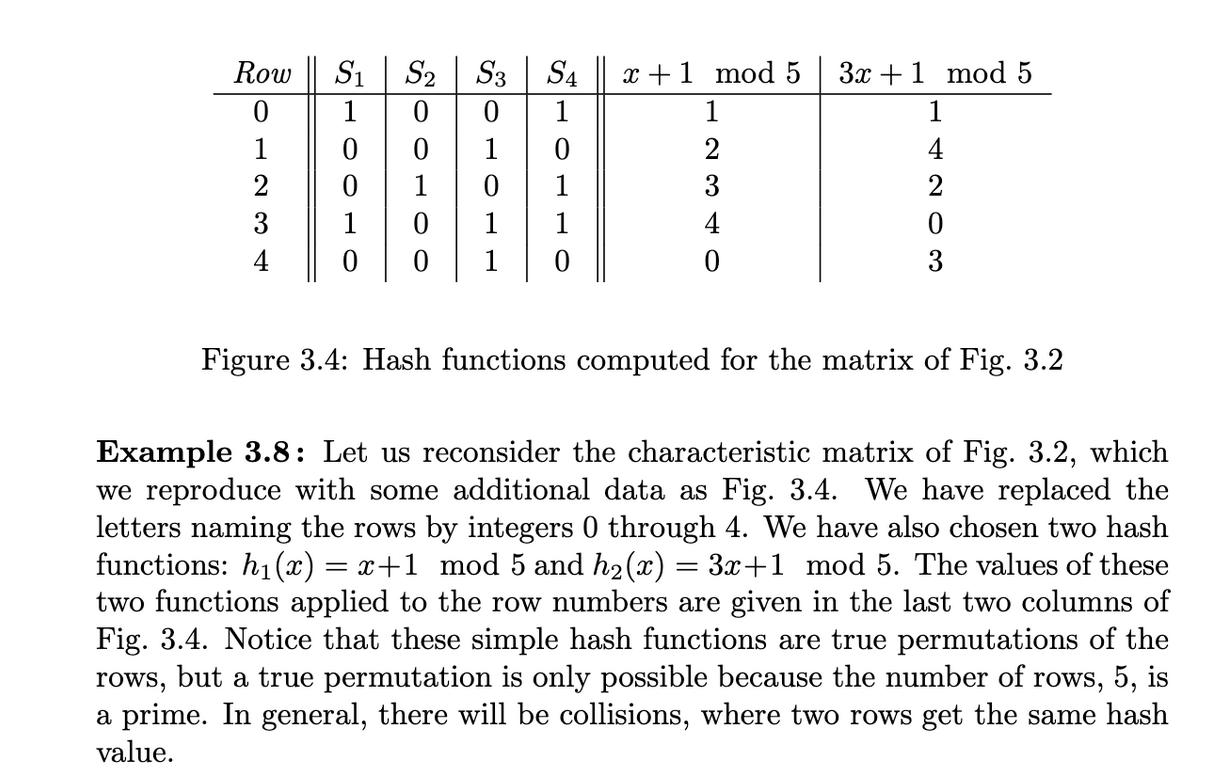 Row S1 S2 S3 S4 x + 1 mod 5 3x + 1 mod 5
0 1 0 0 1 1 1
1 0 0 1 0 2 4
2 0 1 0 1 3 2
3 1 0 1 1 4 0
4 0 0 1 0 0 3
Figure 3.4: Hash functions computed for the matrix of Fig. 3.2
Example 3.8: Let us reconsider the characteristic matrix of Fig. 3.2, which
we reproduce with some additional data as Fig. 3.4. We have replaced the
letters naming the rows by integers 0 through 4. We have also chosen two hash
functions: h1(x) = x+1 mod 5 and h2(x) = 3x+1 mod 5. The values of these
two functions applied to the row numbers are given in the last two columns of
Fig. 3.4. Notice that these simple hash functions are true permutations of the
rows, but a true permutation is only possible because the number of rows, 5, is
a prime. In general, there will be collisions, where two rows get the same hash
value.